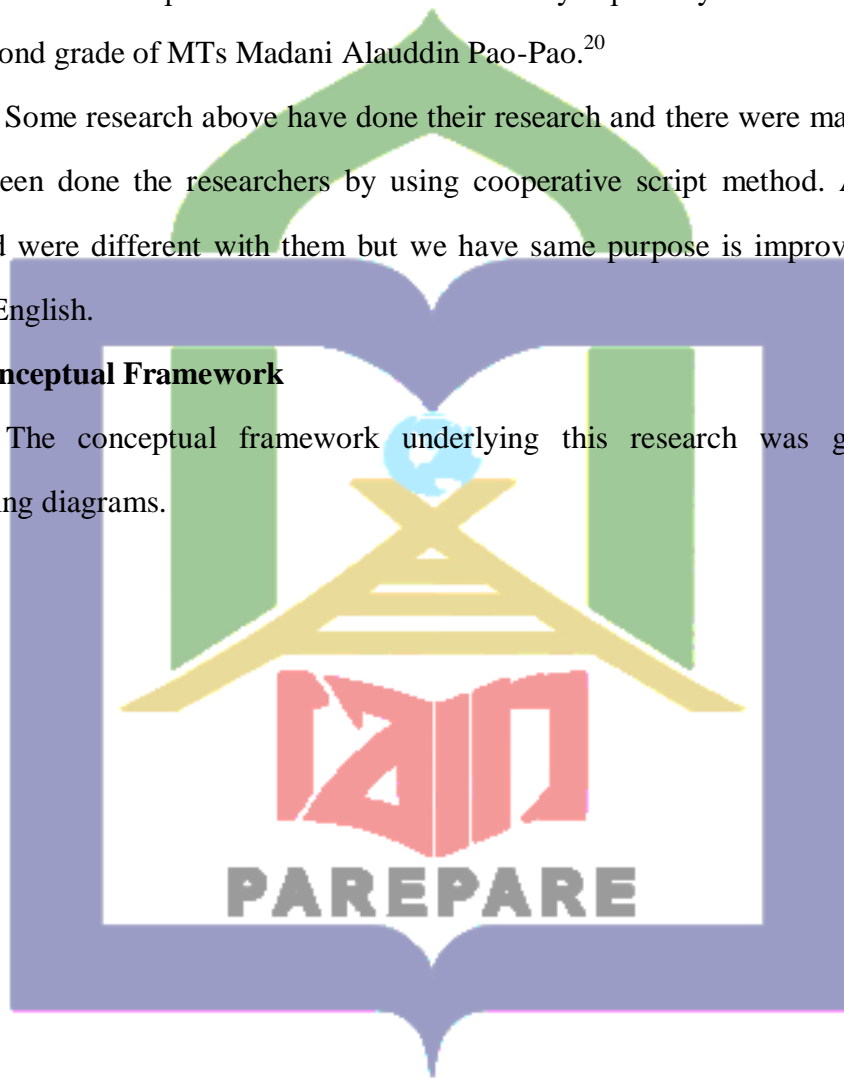 ond grade of MTs Madani Alauddin Pao-Pao.20
Some research above have done their research and there were ma
een done the researchers by using cooperative script method. A
d were different with them but we have same purpose is improv
English.
nceptual Framework
The conceptual framework underlying this research was g
ing diagrams.
iain
PAREPARE